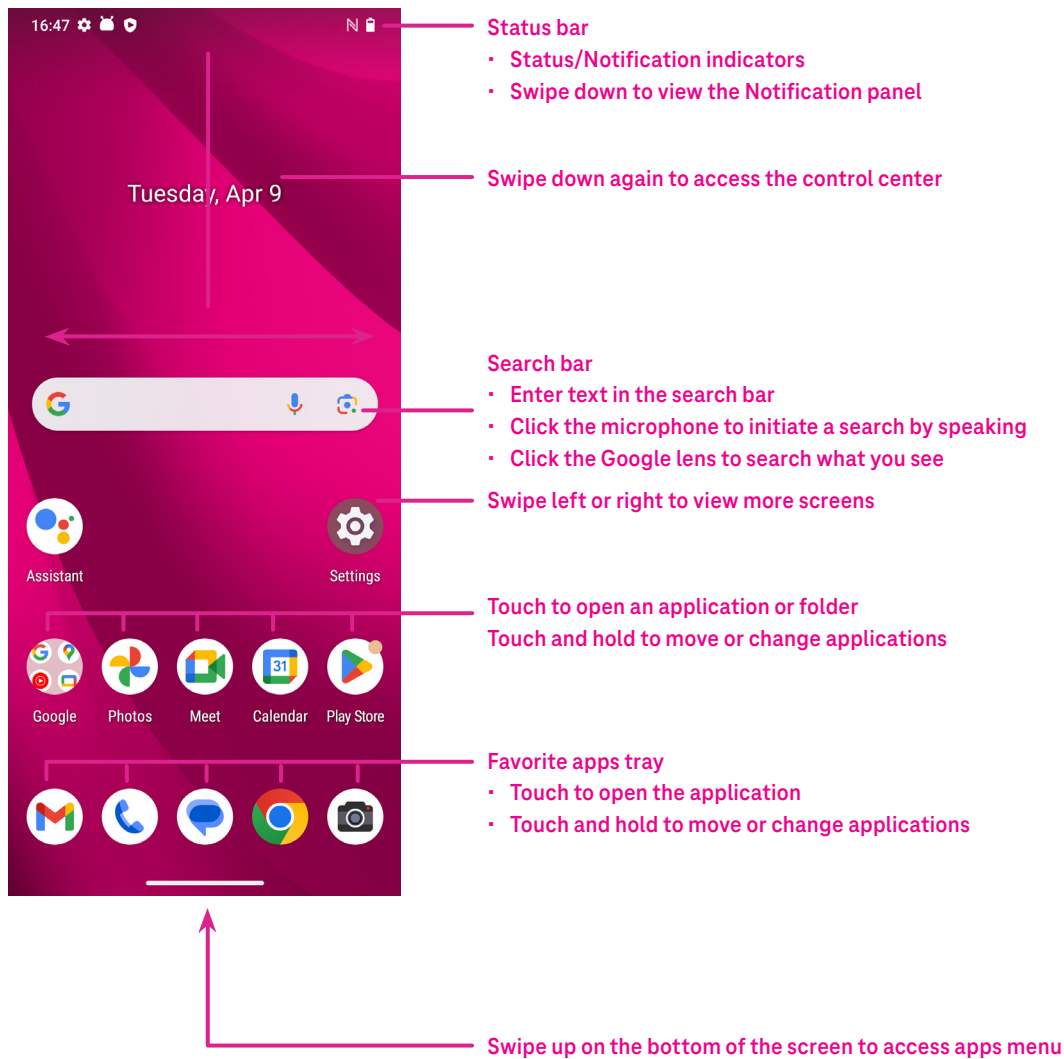 16:47
Status bar
· Status/Notification indicators
· Swipe down to view the Notification panel
Tuesday, Apr 9
Swipe down again to access the control center
Search bar
· Enter text in the search bar
· Click the microphone to initiate a search by speaking
· Click the Google lens to search what you see
Swipe left or right to view more screens
Assistant
Settings
Touch to open an application or folder
Touch and hold to move or change applications
31
Google
Photos
Meet
Calendar
Play Store
Favorite apps tray
· Touch to open the application
· Touch and hold to move or change applications
Swipe up on the bottom of the screen to access apps menu